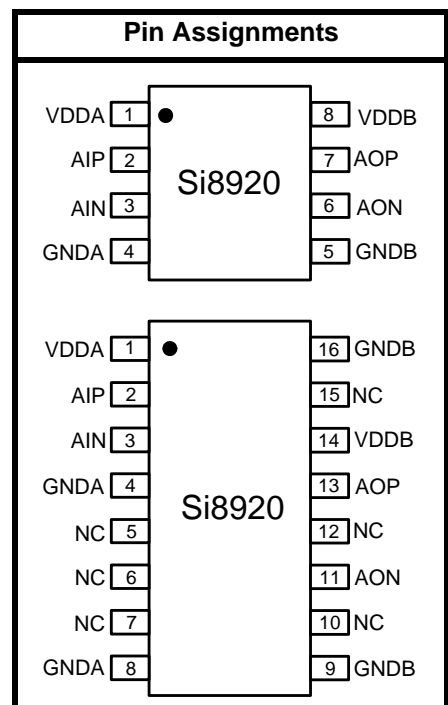 Pin Assignments
VDDA 1 8 VDDB
AIP 2 7 AOP
Si8920
AIN 3 6 AON
GNDA 4 5 GNDB
VDDA 1 16 GNDB
AIP 2 15 NC
AIN 3 14 VDDB
GNDA 4 13 AOP
Si8920
NC 5 12 NC
NC 6 11 AON
NC 7 10 NC
GNDA 8 9 GNDB